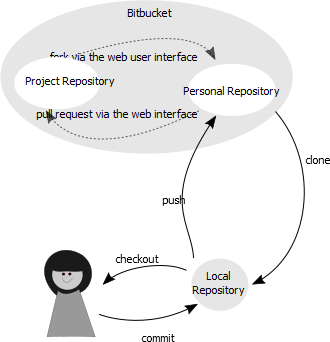 Bitbucket
fork via the web user interface
Project Repository
Personal Repository
pull request via the web interface
clone
push
checkout
Local
Repository
commit